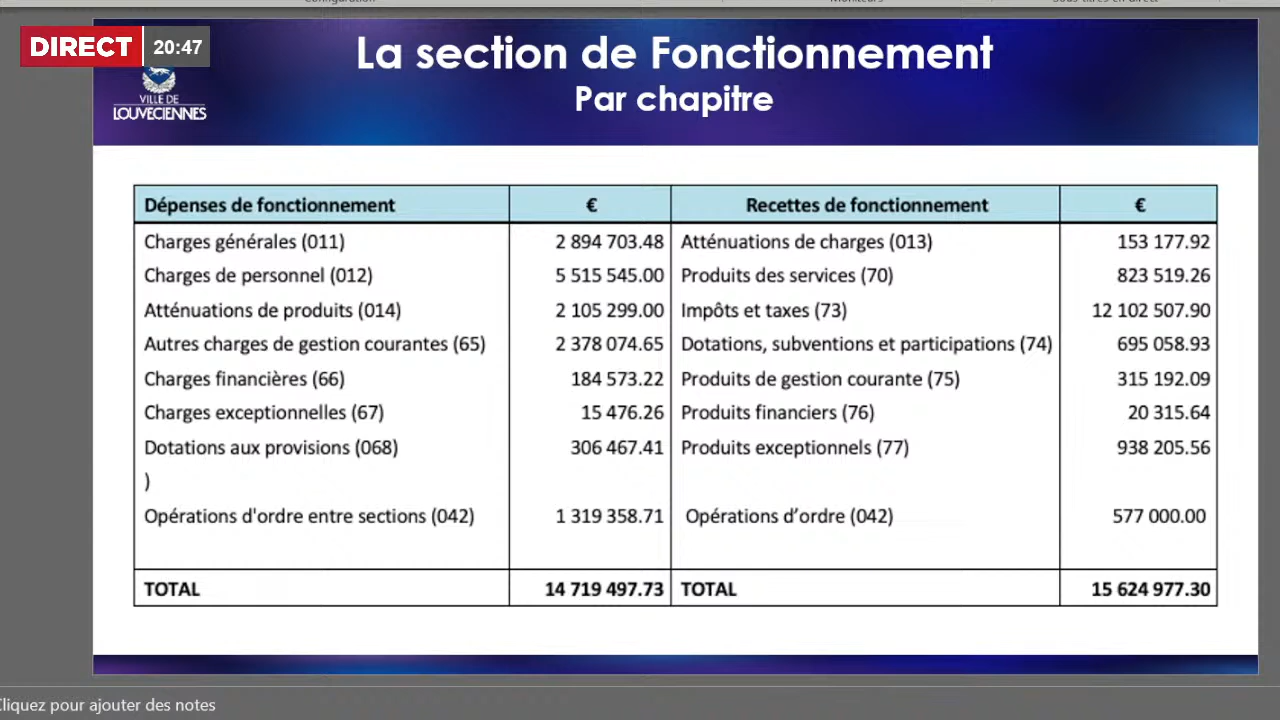 DIRECT 20:47
La section de Fonctionnement
Par chapitre
VILLE DE
LOUVECIENNES
Dépenses de fonctionnement € Recettes de fonctionnement €
Charges générales (011) 2 894 703.48 Atténuations de charges (013) 153 177.92
Charges de personnel (012) 5 515 545.00 Produits des services (70) 823 519.26
Atténuations de produits (014) 2 105 299.00 Impôts et taxes (73) 12 102 507.90
Autres charges de gestion courantes (65) 2 378 074.65 Dotations, subventions et participations (74) 695 058.93
Charges financières (66) 184 573.22 Produits de gestion courante (75) 315 192.09
Charges exceptionnelles (67) 15 476.26 Produits financiers (76) 20 315.64
Dotations aux provisions (068) 306 467.41 Produits exceptionnels (77) 938 205.56
)
Opérations d'ordre entre sections (042) 1 319 358.71 Opérations d’ordre (042) 577 000.00
TOTAL 14 719 497.73 TOTAL 15 624 977.30
Cliquez pour ajouter des notes